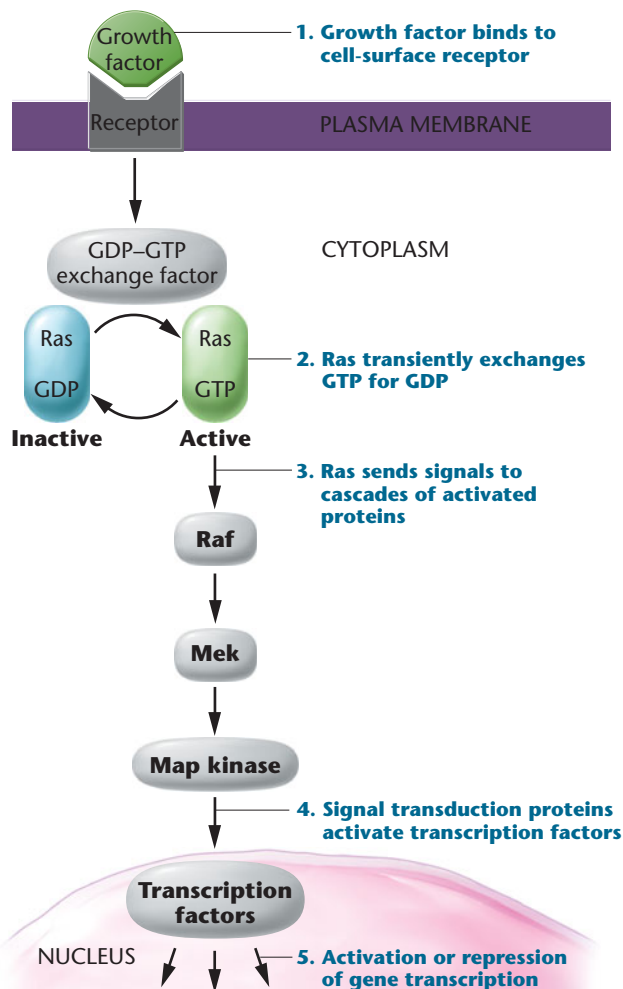 Growth
factor
1. Growth factor binds to
cell-surface receptor
Receptor
PLASMA MEMBRANE
GDP–GTP
exchange factor
CYTOPLASM
Ras
GDP
Inactive
Ras
GTP
Active
2. Ras transiently exchanges
GTP for GDP
3. Ras sends signals to
cascades of activated
proteins
Raf
Mek
Map kinase
4. Signal transduction proteins
activate transcription factors
Transcription
factors
NUCLEUS
5. Activation or repression
of gene transcription